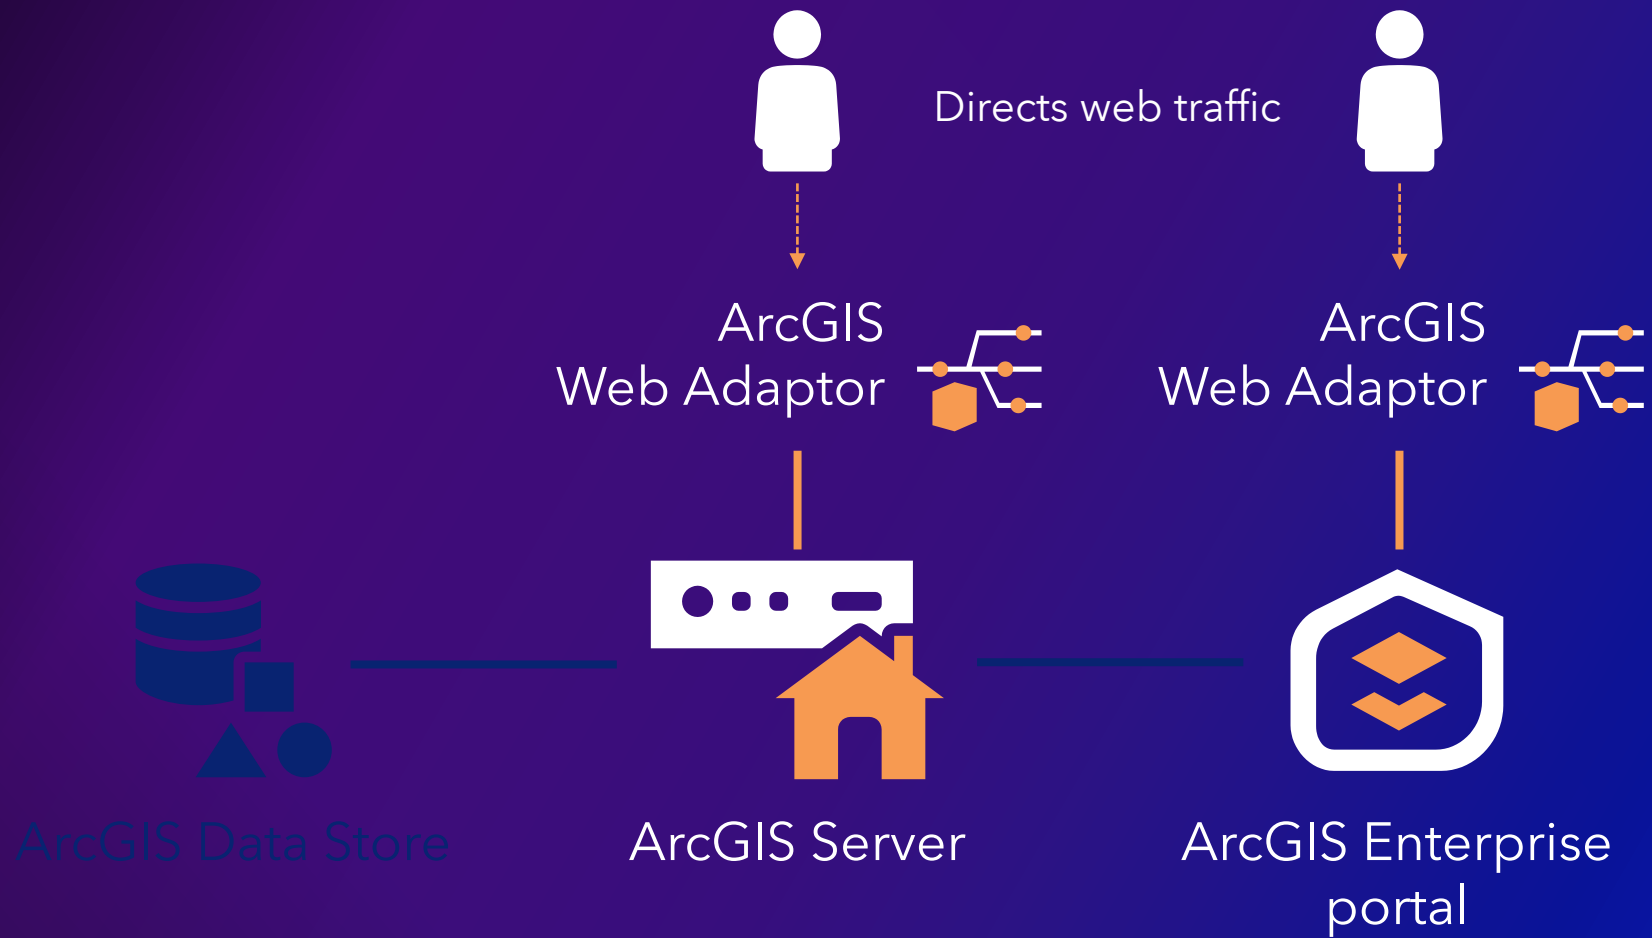 Directs web traffic
ArcGIS
Web Adaptor
ArcGIS
Web Adaptor
ArcGIS Data Store
ArcGIS Server
ArcGIS Enterprise
portal